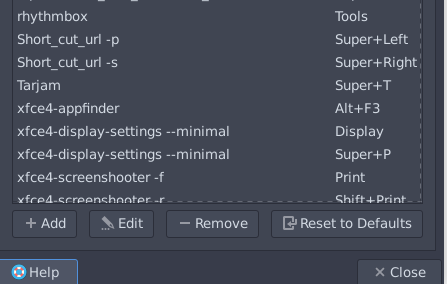 rhythmbox Tools
Short_cut_url -p Super+Left
Short_cut_url -s Super+Right
Tarjam Super+T
xfce4-appfinder Alt+F3
xfce4-display-settings --minimal Display
xfce4-display-settings --minimal Super+P
xfce4-screenshooter -f Print
xfce4-screenshooter -r Shift+Print
Add Edit Remove Reset to Defaults
Help Close